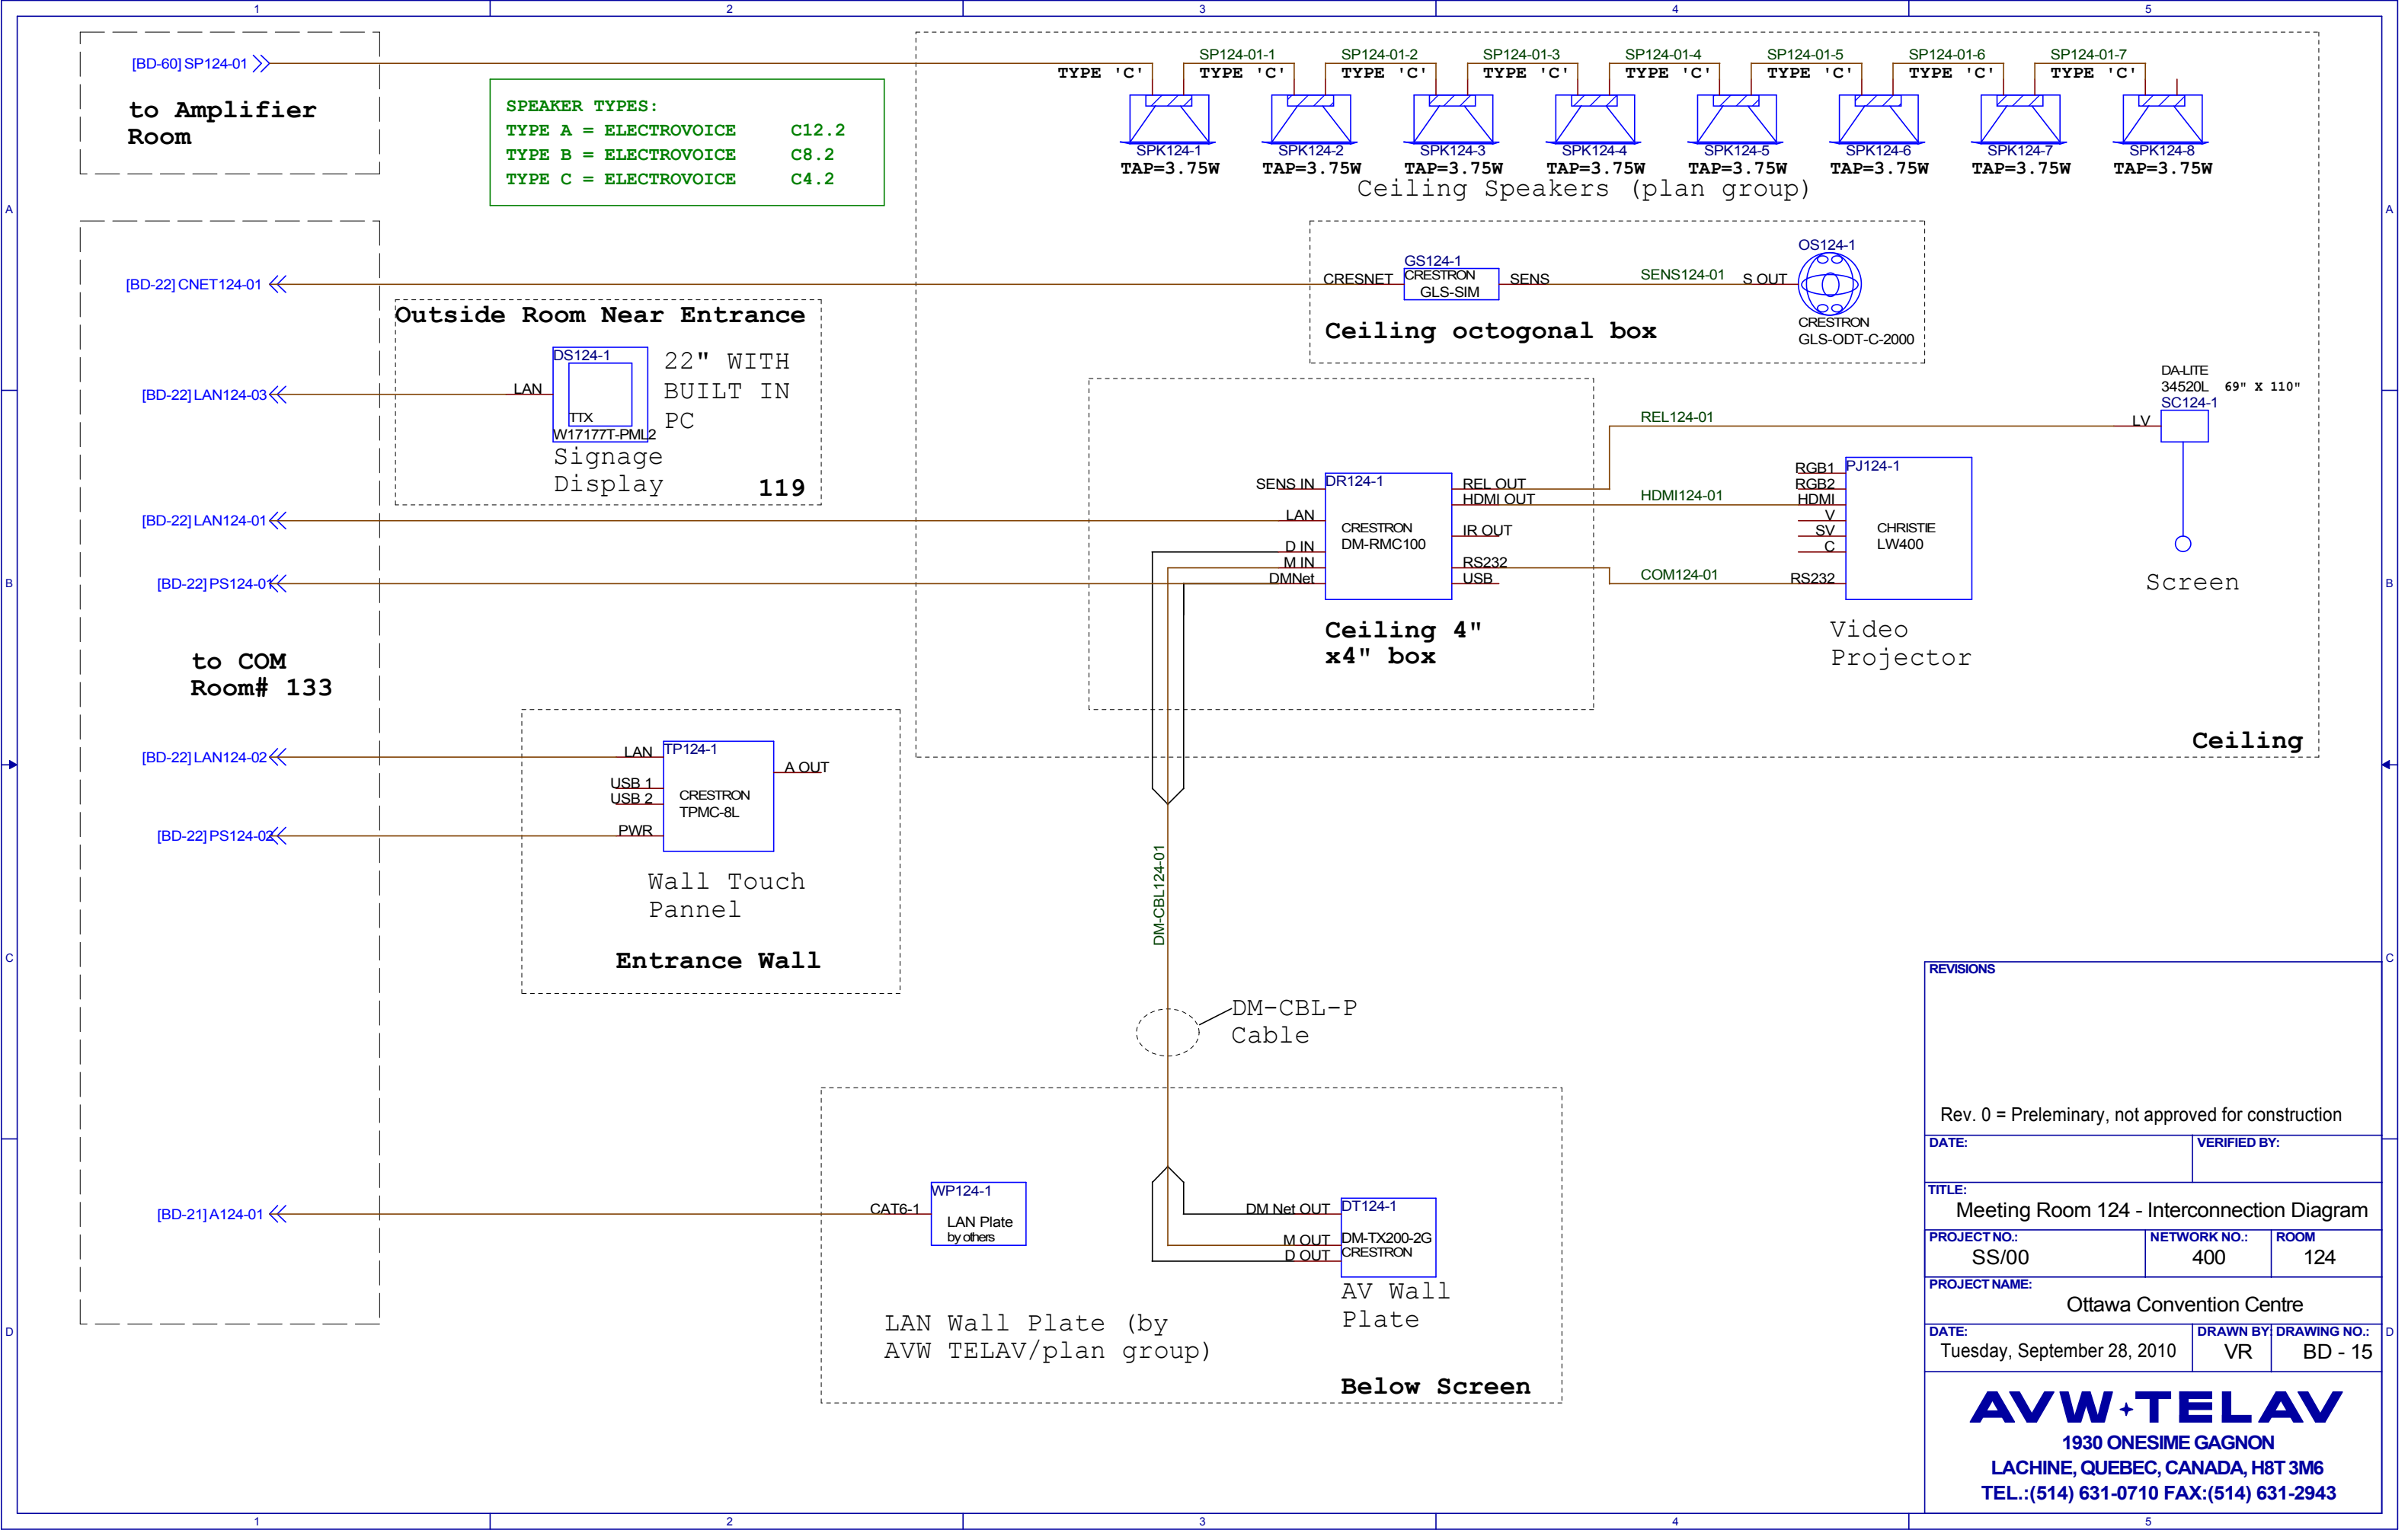 1
2
3
4
5
[BD-60] SP124-01
to Amplifier
Room
SPEAKER TYPES:
TYPE A = ELECTROVOICE C12.2
TYPE B = ELECTROVOICE C8.2
TYPE C = ELECTROVOICE C4.2
SP124-01-1
SP124-01-2
SP124-01-3
SP124-01-4
SP124-01-5
SP124-01-6
SP124-01-7
TYPE 'C'
TYPE 'C'
TYPE 'C'
TYPE 'C'
TYPE 'C'
TYPE 'C'
TYPE 'C'
TYPE 'C'
SPK124-1
SPK124-2
SPK124-3
SPK124-4
SPK124-5
SPK124-6
SPK124-7
SPK124-8
TAP=3.75W
TAP=3.75W
TAP=3.75W
TAP=3.75W
TAP=3.75W
TAP=3.75W
TAP=3.75W
TAP=3.75W
Ceiling Speakers (plan group)
A
A
[BD-22] CNET124-01
CRESNET
GS124-1
CRESTRON
GLS-SIM
SENS
SENS124-01
S OUT
OS124-1
CRESTRON
GLS-ODT-C-2000
Ceiling octogonal box
Outside Room Near Entrance
[BD-22] LAN124-03
LAN
DS124-1
TTX
W17177T-PML2
22" WITH
BUILT IN
PC
Signage
Display
119
DA-LITE
34520L 69" X 110"
SC124-1
LV
Screen
REL124-01
[BD-22] LAN124-01
[BD-22] PS124-01
SENS IN
LAN
D IN
M IN
DMNet
DR124-1
CRESTRON
DM-RMC100
REL OUT
HDMI OUT
IR OUT
RS232
USB
HDMI124-01
COM124-01
RGB1
RGB2
HDMI
V
SV
C
RS232
PJ124-1
CHRISTIE
LW400
Video
Projector
Ceiling 4"
x4" box
Ceiling
B
B
to COM
Room# 133
[BD-22] LAN124-02
[BD-22] PS124-02
LAN
USB 1
USB 2
PWR
TP124-1
CRESTRON
TPMC-8L
A OUT
Wall Touch
Pannel
Entrance Wall
DM-CBL124-01
DM-CBL-P
Cable
C
C
[BD-21] A124-01
CAT6-1
WP124-1
LAN Plate
by others
LAN Wall Plate (by
AVW TELAV/plan group)
DM Net OUT
M OUT
D OUT
DT124-1
DM-TX200-2G
CRESTRON
AV Wall
Plate
Below Screen
D
D
REVISIONS
Rev. 0 = Preleminary, not approved for construction
DATE:
VERIFIED BY:
TITLE:
Meeting Room 124 - Interconnection Diagram
PROJECT NO.:
SS/00
NETWORK NO.:
400
ROOM
124
PROJECT NAME:
Ottawa Convention Centre
DATE:
Tuesday, September 28, 2010
DRAWN BY:
VR
DRAWING NO.:
BD - 15
AVW TELAV
1930 ONESIME GAGNON
LACHINE, QUEBEC, CANADA, H8T 3M6
TEL.:(514) 631-0710 FAX:(514) 631-2943
1
2
3
4
5